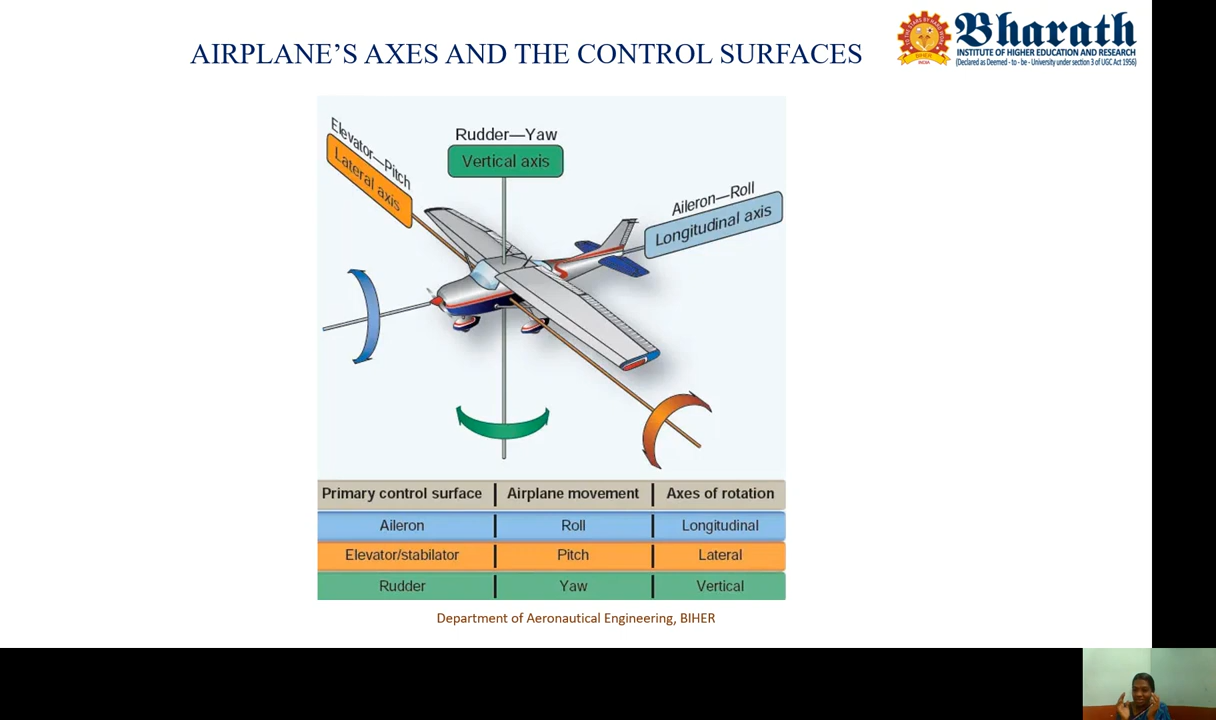 AIRPLANE'S AXES AND THE CONTROL SURFACES
Bharath
INSTITUTE OF HIGHER EDUCATION AND RESEARCH
(Declared as Deemed - to - be - University under section 3 of UGC Act 1956)
BIHER
INDIA
Elevator—Pitch
Lateral axis
Rudder—Yaw
Vertical axis
Aileron—Roll
Longitudinal axis
Primary control surface | Airplane movement | Axes of rotation
Aileron | Roll | Longitudinal
Elevator/stabilator | Pitch | Lateral
Rudder | Yaw | Vertical
Department of Aeronautical Engineering, BIHER